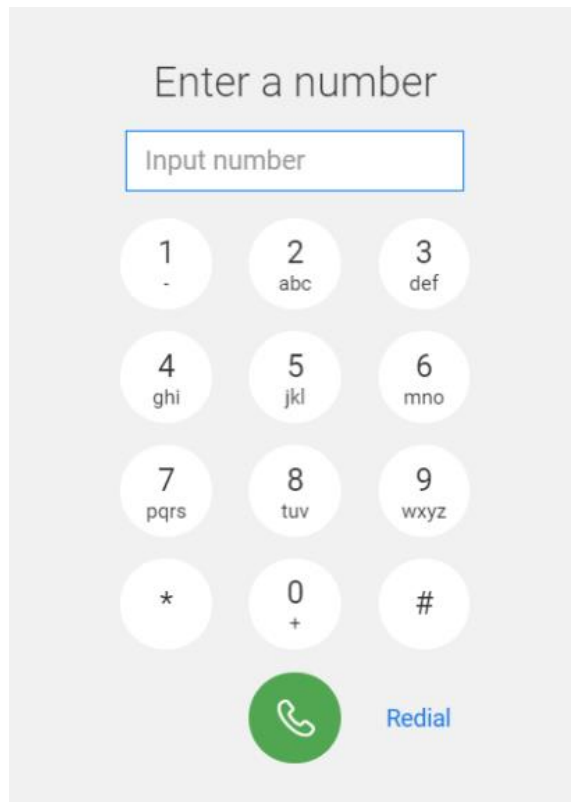 Enter a number
Input number
1 2 3
- abc def
4 5 6
ghi jkl mno
7 8 9
pqrs tuv wxyz
* 0 #
+
Redial